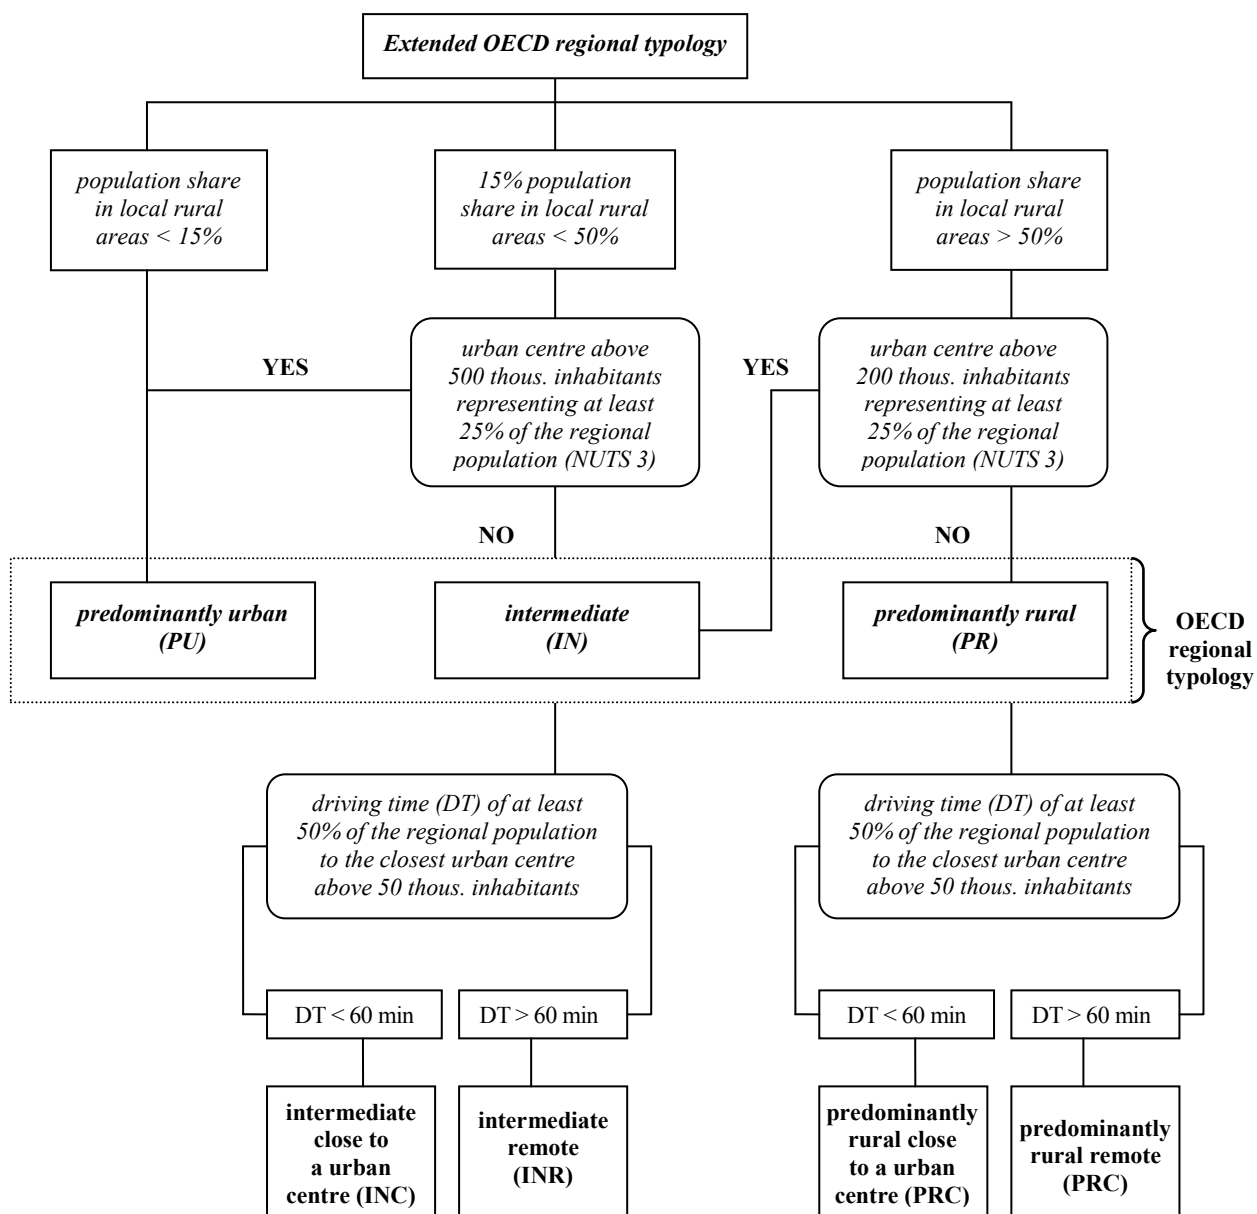 Extended OECD regional typology
population share
in local rural
areas < 15%
15% population
share in local rural
areas < 50%
population share
in local rural
areas > 50%
YES
urban centre above
500 thous. inhabitants
representing at least
25% of the regional
population (NUTS 3)
YES
urban centre above
200 thous. inhabitants
representing at least
25% of the regional
population (NUTS 3)
NO
NO
predominantly urban
(PU)
intermediate
(IN)
predominantly rural
(PR)
OECD
regional
typology
driving time (DT) of at least
50% of the regional population
to the closest urban centre
above 50 thous. inhabitants
driving time (DT) of at least
50% of the regional population
to the closest urban centre
above 50 thous. inhabitants
DT < 60 min
DT > 60 min
DT < 60 min
DT > 60 min
intermediate
close to
a urban
centre (INC)
intermediate
remote
(INR)
predominantly
rural close
to a urban
centre (PRC)
predominantly
rural remote
(PRC)